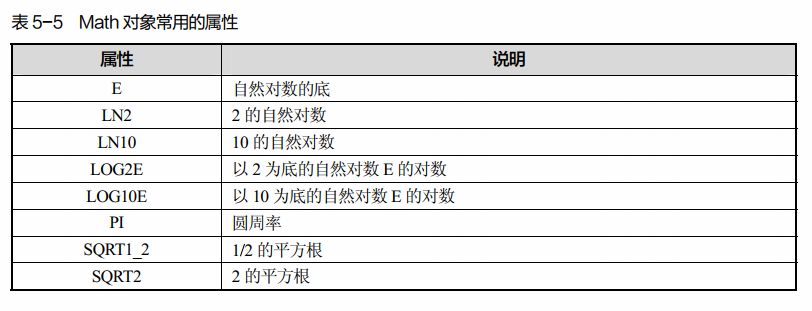 表 5-5 Math 对象常用的属性
属性 说明
E 自然对数的底
LN2 2 的自然对数
LN10 10 的自然对数
LOG2E 以 2 为底的自然对数 E 的对数
LOG10E 以 10 为底的自然对数 E 的对数
PI 圆周率
SQRT1_2 1/2 的平方根
SQRT2 2 的平方根